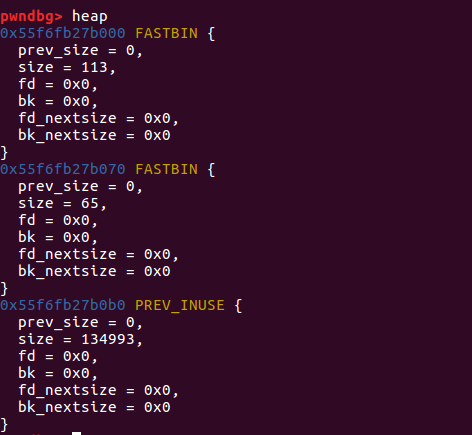 pwndbg> heap
0x55f6fb27b000 FASTBIN {
  prev_size = 0,
  size = 113,
  fd = 0x0,
  bk = 0x0,
  fd_nextsize = 0x0,
  bk_nextsize = 0x0
}
0x55f6fb27b070 FASTBIN {
  prev_size = 0,
  size = 65,
  fd = 0x0,
  bk = 0x0,
  fd_nextsize = 0x0,
  bk_nextsize = 0x0
}
0x55f6fb27b0b0 PREV_INUSE {
  prev_size = 0,
  size = 134993,
  fd = 0x0,
  bk = 0x0,
  fd_nextsize = 0x0,
  bk_nextsize = 0x0
}